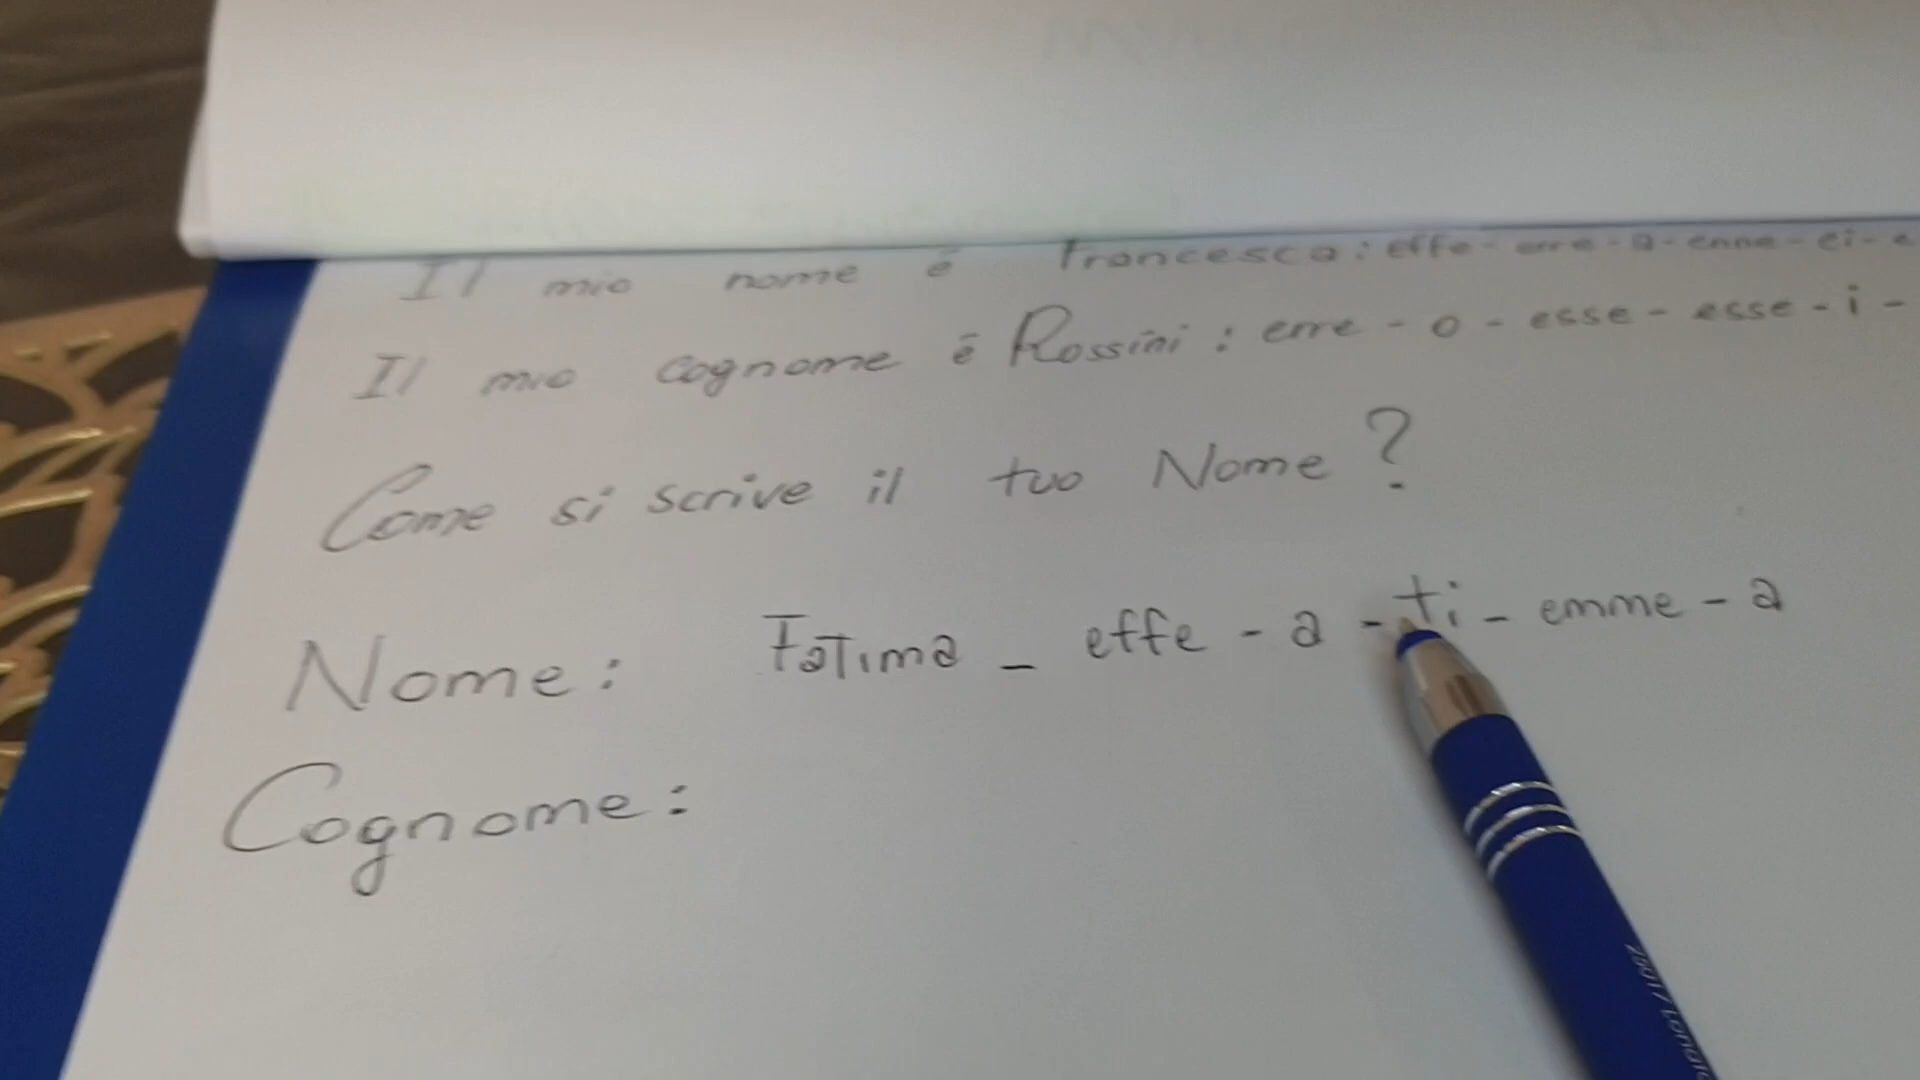 Il mio nome è Francesca: effe - erre - a - enne - ci - e
Il mio cognome è Rossini: erre - o - esse - esse - i -
Come si scrive il tuo Nome?
Nome: Fatima - effe - a - ti - emme - a
Cognome: